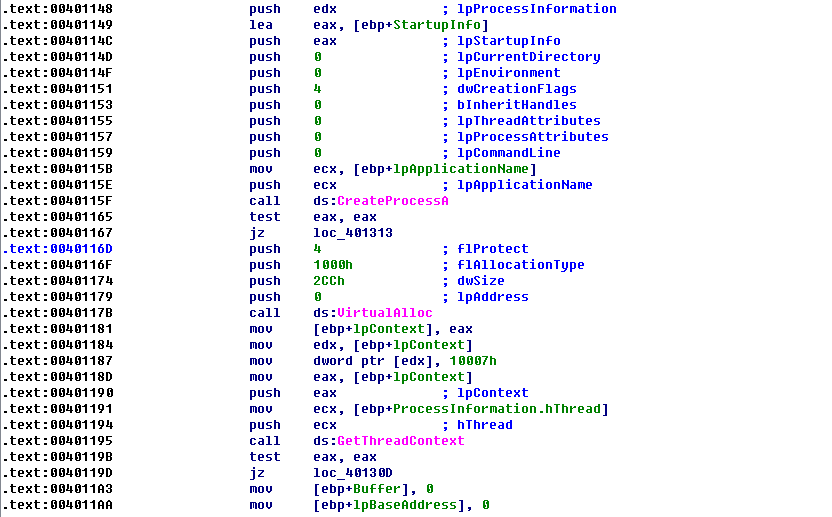 .text:00401148 push edx ; lpProcessInformation
.text:00401149 lea eax, [ebp+StartupInfo]
.text:0040114C push eax ; lpStartupInfo
.text:0040114D push 0 ; lpCurrentDirectory
.text:0040114F push 0 ; lpEnvironment
.text:00401151 push 4 ; dwCreationFlags
.text:00401153 push 0 ; bInheritHandles
.text:00401155 push 0 ; lpThreadAttributes
.text:00401157 push 0 ; lpProcessAttributes
.text:00401159 push 0 ; lpCommandLine
.text:0040115B mov ecx, [ebp+lpApplicationName]
.text:0040115E push ecx ; lpApplicationName
.text:0040115F call ds:CreateProcessA
.text:00401165 test eax, eax
.text:00401167 jz loc_401313
.text:0040116D push 4 ; flProtect
.text:0040116F push 1000h ; flAllocationType
.text:00401174 push 2CCh ; dwSize
.text:00401179 push 0 ; lpAddress
.text:0040117B call ds:VirtualAlloc
.text:00401181 mov [ebp+lpContext], eax
.text:00401184 mov edx, [ebp+lpContext]
.text:00401187 mov dword ptr [edx], 10007h
.text:0040118D mov eax, [ebp+lpContext]
.text:00401190 push eax ; lpContext
.text:00401191 mov ecx, [ebp+ProcessInformation.hThread]
.text:00401194 push ecx ; hThread
.text:00401195 call ds:GetThreadContext
.text:0040119B test eax, eax
.text:0040119D jz loc_40130D
.text:004011A3 mov [ebp+Buffer], 0
.text:004011AA mov [ebp+lpBaseAddress], 0